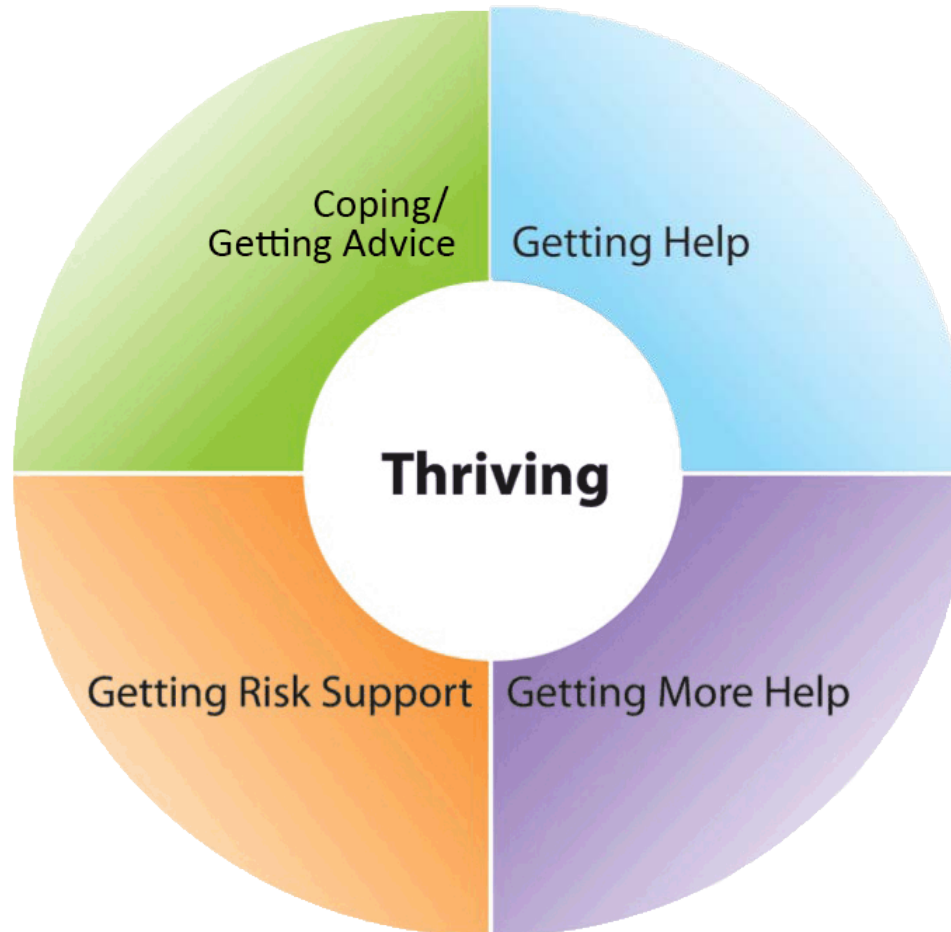 Coping/
Getting Advice
Getting Help
Thriving
Getting Risk Support
Getting More Help